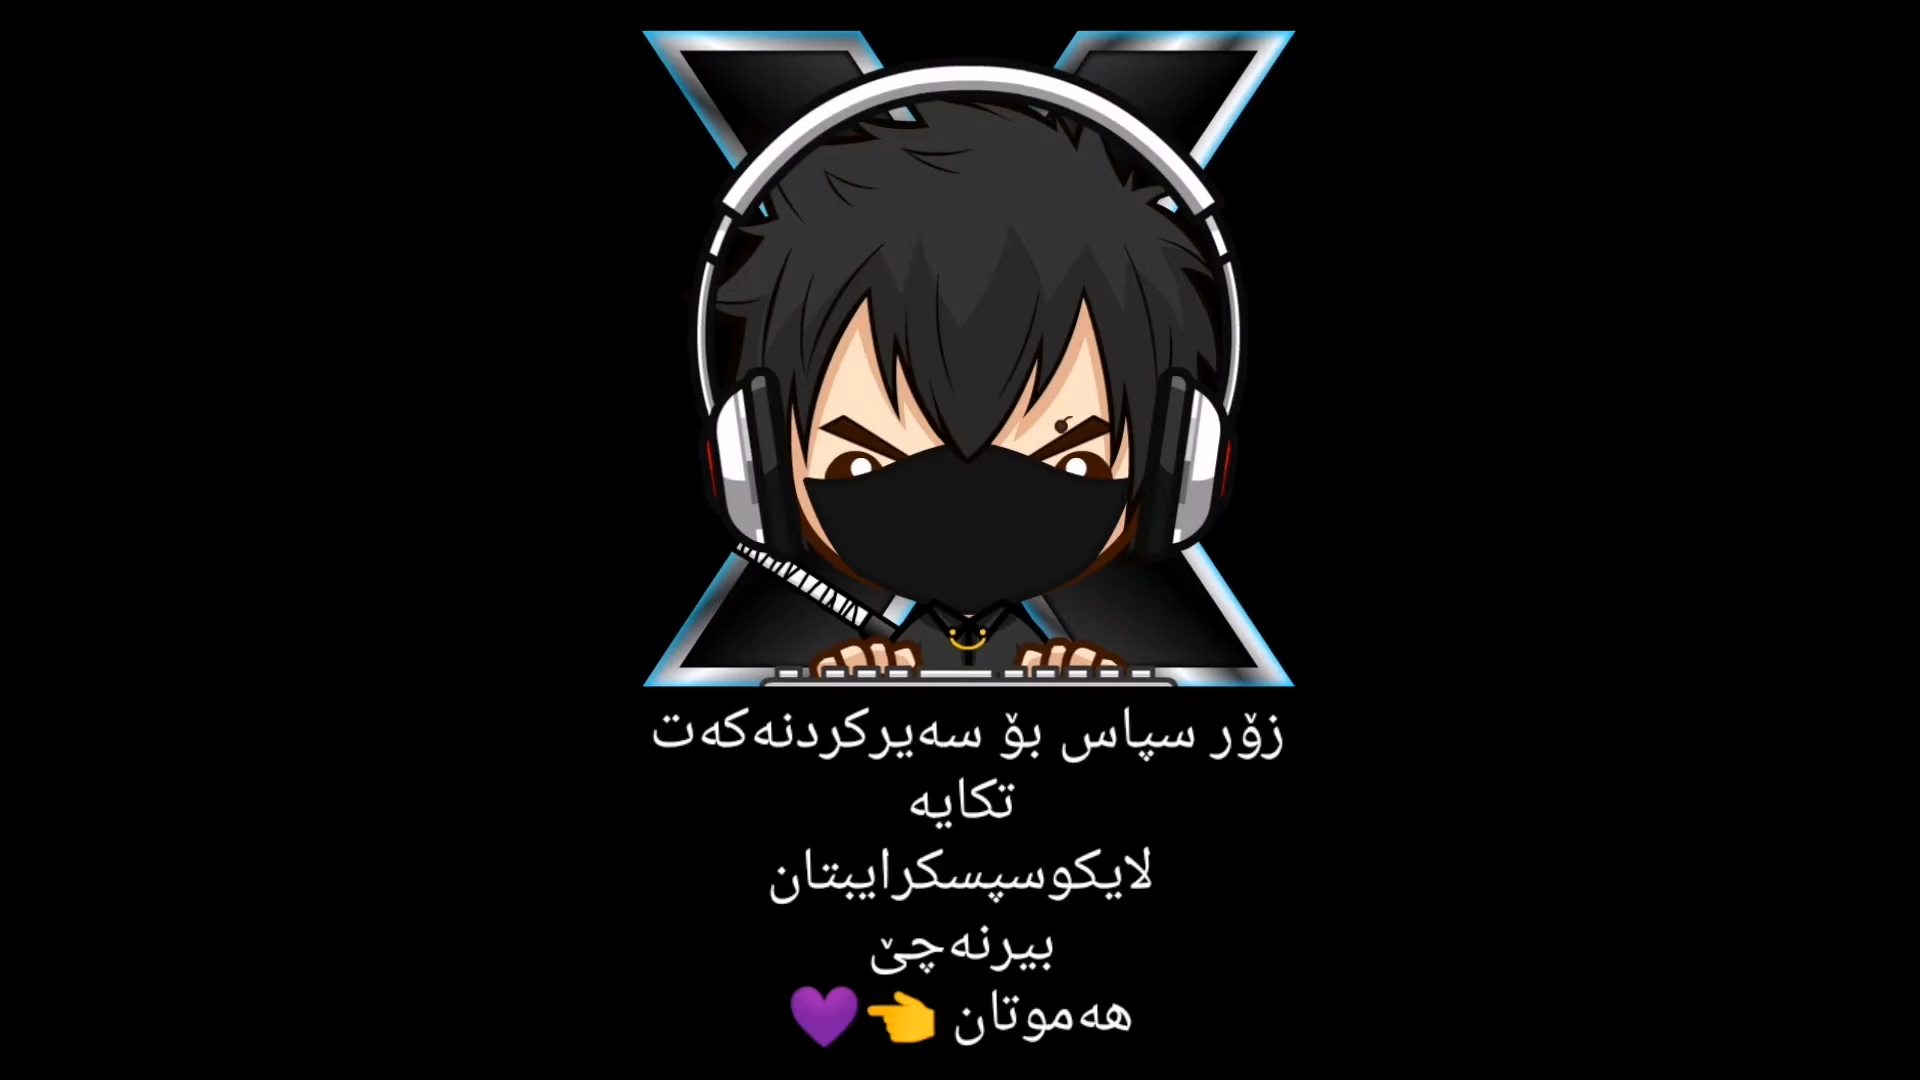 زۆر سپاس بۆ سەیرکردنەکەت
تکایە
لایکوسپسکرایبتان
بیرنەچێ
هەموتان 👈💜